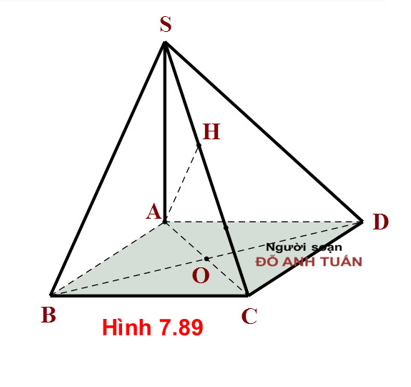 S
H
A
D
Người soạn
ĐỖ ANH TUẤN
O
B
C
Hình 7.89